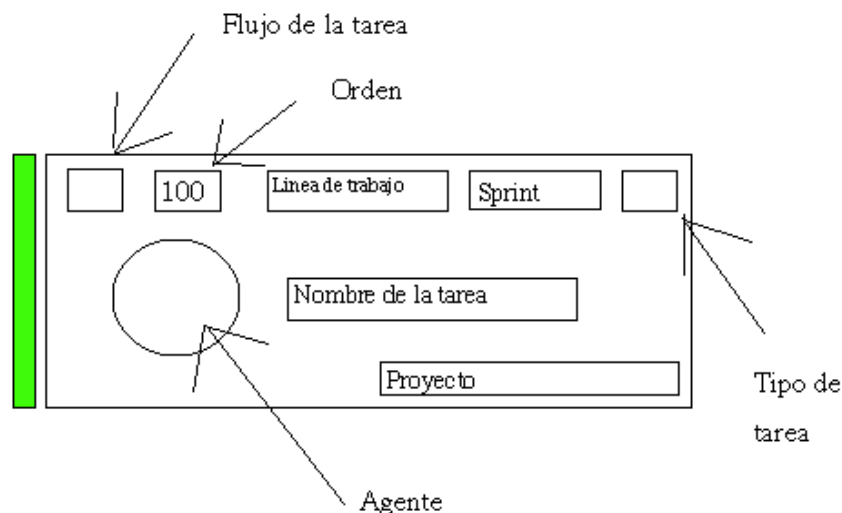 Flujo de la tarea
Orden
100
Linea de trabajo
Sprint
Nombre de la tarea
Proyecto
Tipo de
tarea
Agente